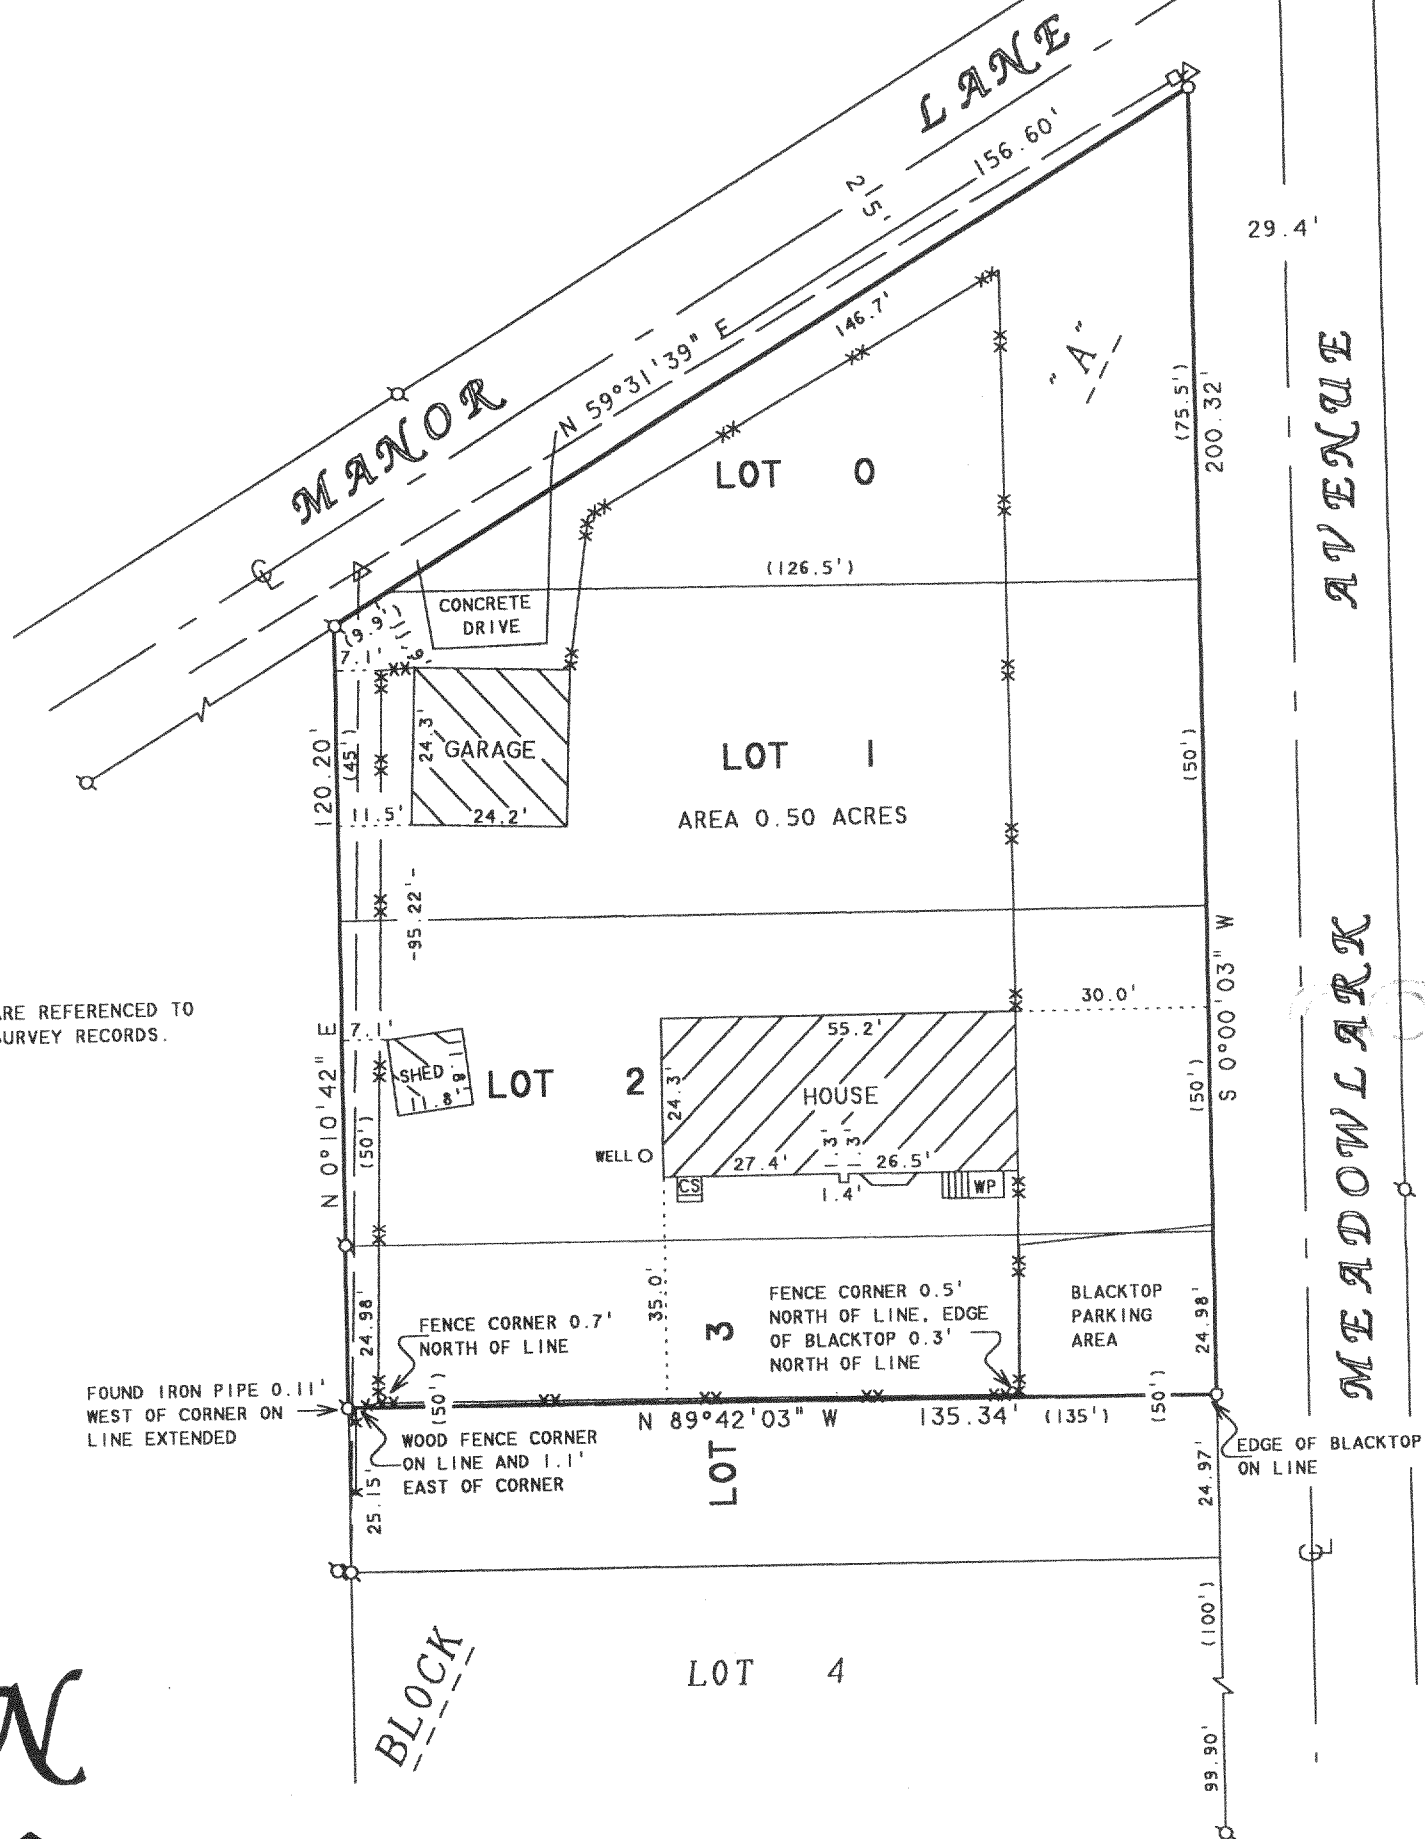 LANE
156.60'
215'
29.4'
MANOR
N 59°31'39" E
146.7'
"A"
(75.5')
200.32'
AVENUE
LOT 0
(126.5')
CONCRETE
DRIVE
(9.9')
11.6'
7.1'
120.20'
(45')
24.3'
GARAGE
11.5'
24.2'
LOT 1
AREA 0.50 ACRES
(50')
-95.22'-
ARE REFERENCED TO
SURVEY RECORDS.
N 0°10'42" E
7.1'
SHED
11.8'
(50')
LOT 2
30.0'
55.2'
24.3'
HOUSE
WELL
27.4'
3
3
26.5'
1.4'
CS
WP
S 0°00'03" W
(50')
MEADOWLARK
35.0'
24.98'
FENCE CORNER 0.7'
NORTH OF LINE
FENCE CORNER 0.5'
NORTH OF LINE, EDGE
OF BLACKTOP 0.3'
NORTH OF LINE
BLACKTOP
PARKING
AREA
24.98'
FOUND IRON PIPE 0.11'
WEST OF CORNER ON
LINE EXTENDED
(50')
LOT 3
N 89°42'03" W 135.34' (135')
(50')
WOOD FENCE CORNER
ON LINE AND 1.1'
EAST OF CORNER
25.15'
24.97'
EDGE OF BLACKTOP
ON LINE
BLOCK
LOT 4
(100')
99.90'
N